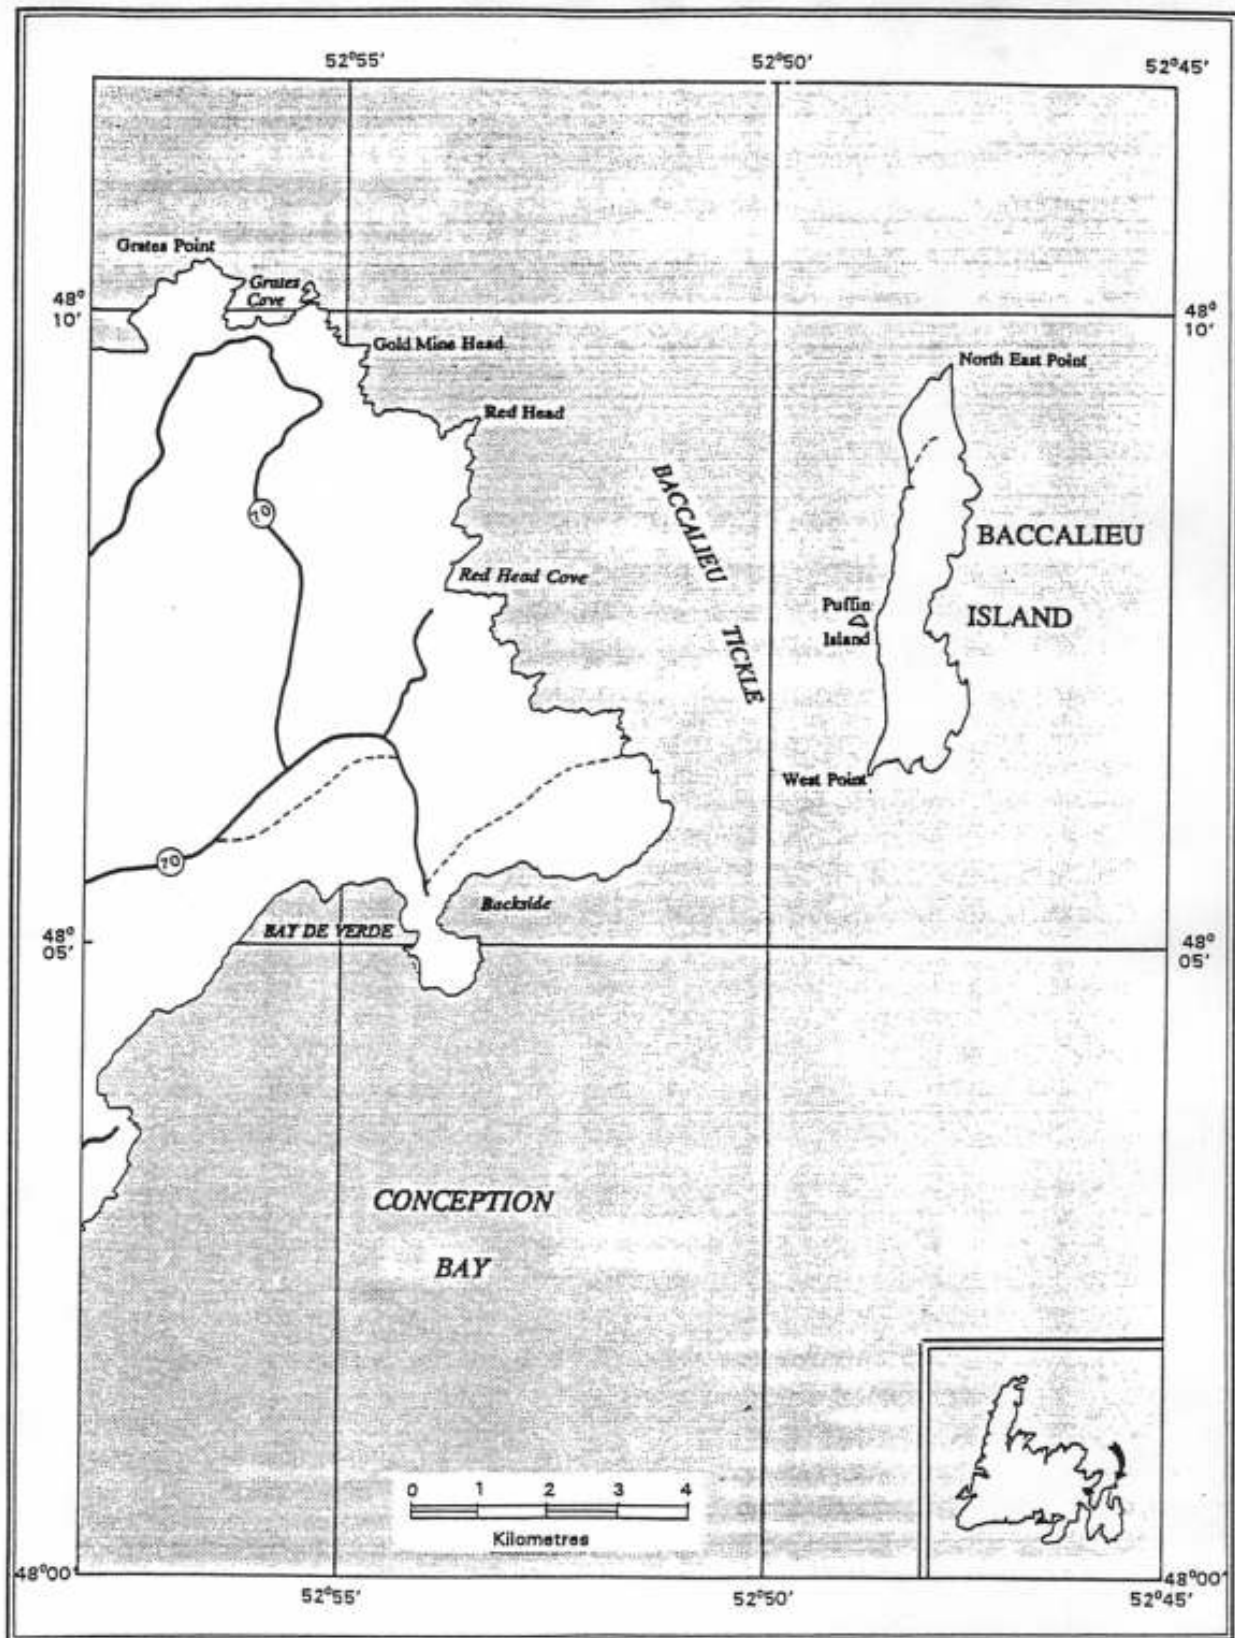 52°55'
52°50'
52°45'
Grates Point
Grates
Cove
48°
10'
48°
10'
Gold Mine Head
North East Point
Red Head
BACCALIEU
TICKLE
70
BACCALIEU
ISLAND
Red Head Cove
Puffin
Island
West Point
70
Backside
BAY DE VERDE
48°
05'
48°
05'
CONCEPTION
BAY
0 1 2 3 4
Kilometres
48°00'
48°00'
52°55'
52°50'
52°45'